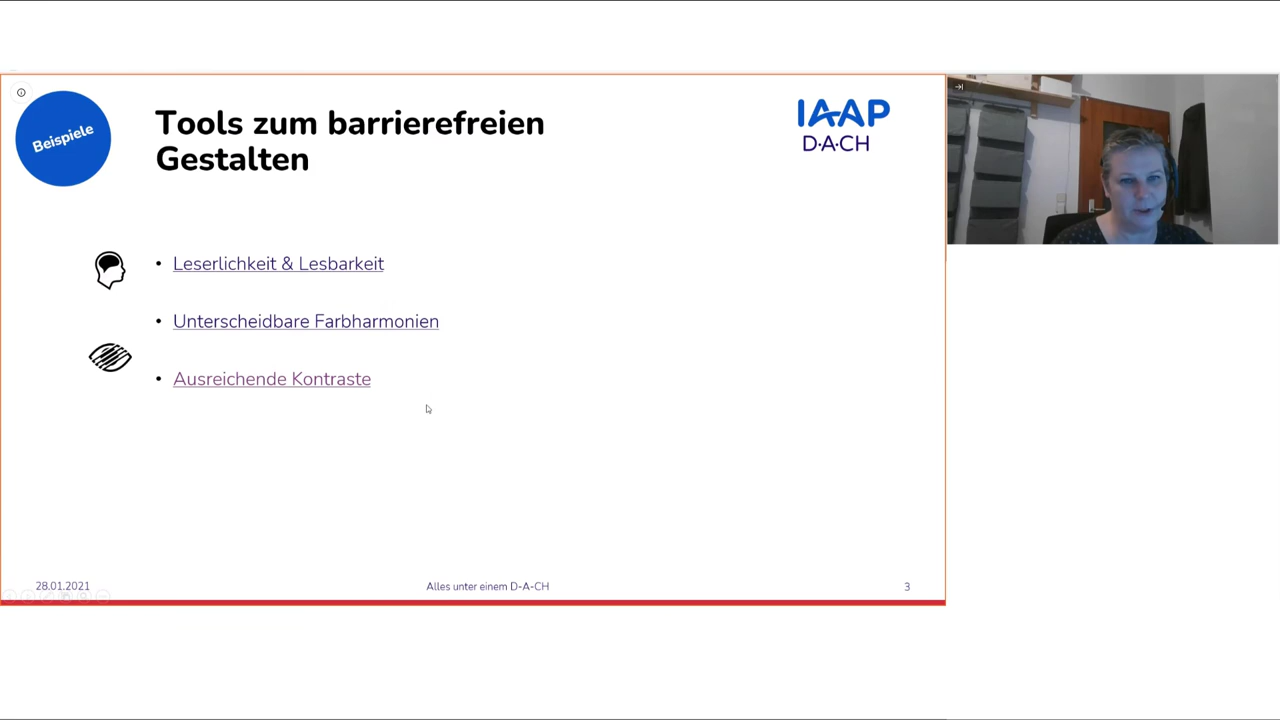 Beispiele
Tools zum barrierefreien
Gestalten
IAAP
D·A·CH
• Leserlichkeit & Lesbarkeit
• Unterscheidbare Farbharmonien
• Ausreichende Kontraste
28.01.2021
Alles unter einem D-A-CH
3